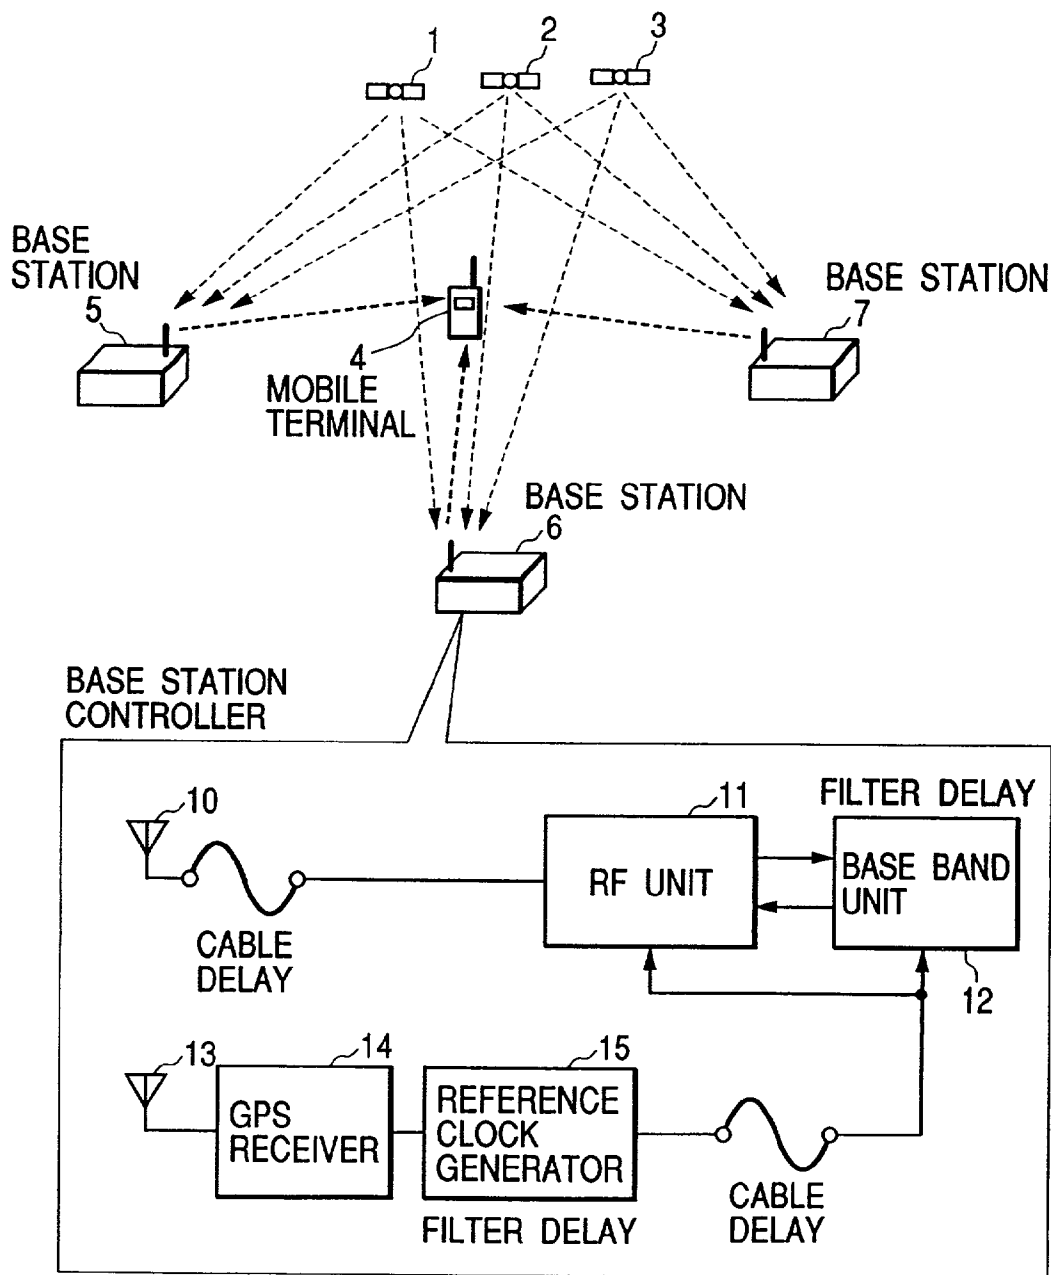 1
2
3
BASE
STATION
5
BASE STATION
7
4
MOBILE
TERMINAL
BASE STATION
6
BASE STATION
CONTROLLER
10
CABLE
DELAY
11
RF UNIT
FILTER DELAY
BASE BAND
UNIT
12
13
14
GPS
RECEIVER
15
REFERENCE
CLOCK
GENERATOR
FILTER DELAY
CABLE
DELAY